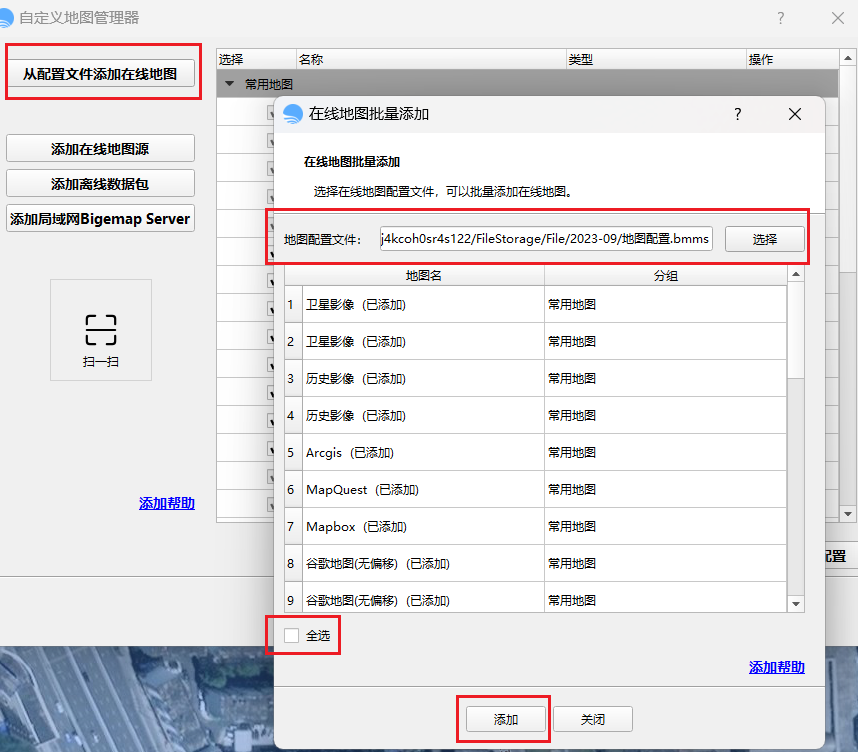 自定义地图管理器
从配置文件添加在线地图
添加在线地图源
添加离线数据包
添加局域网Bigemap Server
扫一扫
添加帮助
选择 名称 类型 操作
常用地图
在线地图批量添加
在线地图批量添加
选择在线地图配置文件，可以批量添加在线地图。
地图配置文件： j4kcoh0sr4s122/FileStorage/File/2023-09/地图配置.bmms 选择
地图名 分组
1 卫星影像（已添加） 常用地图
2 卫星影像（已添加） 常用地图
3 历史影像（已添加） 常用地图
4 历史影像（已添加） 常用地图
5 Arcgis（已添加） 常用地图
6 MapQuest（已添加） 常用地图
7 Mapbox（已添加） 常用地图
8 谷歌地图(无偏移)（已添加） 常用地图
9 谷歌地图(无偏移)（已添加） 常用地图
全选
添加帮助
添加 关闭
配置